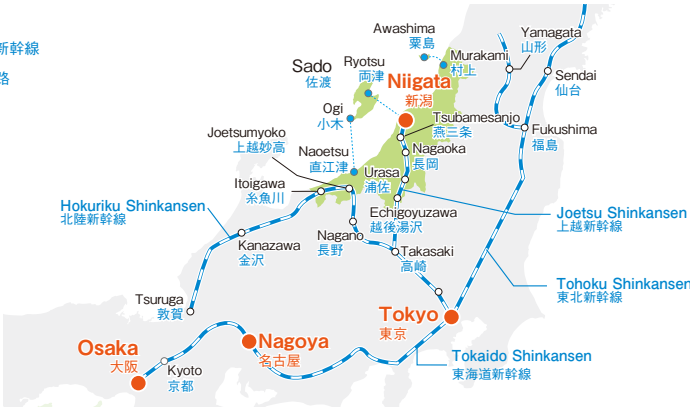 新幹線
路
Awashima
粟島
Yamagata
山形
Murakami
村上
Sado
佐渡
Ryotsu
両津
Niigata
新潟
Sendai
仙台
Ogi
小木
Tsubamesanjo
燕三条
Fukushima
福島
Joetsumyoko
上越妙高
Naoetsu
直江津
Nagaoka
長岡
Itoigawa
糸魚川
Urasa
浦佐
Hokuriku Shinkansen
北陸新幹線
Echigoyuzawa
越後湯沢
Joetsu Shinkansen
上越新幹線
Kanazawa
金沢
Nagano
長野
Takasaki
高崎
Tohoku Shinkansen
東北新幹線
Tsuruga
敦賀
Tokyo
東京
Osaka
大阪
Nagoya
名古屋
Kyoto
京都
Tokaido Shinkansen
東海道新幹線